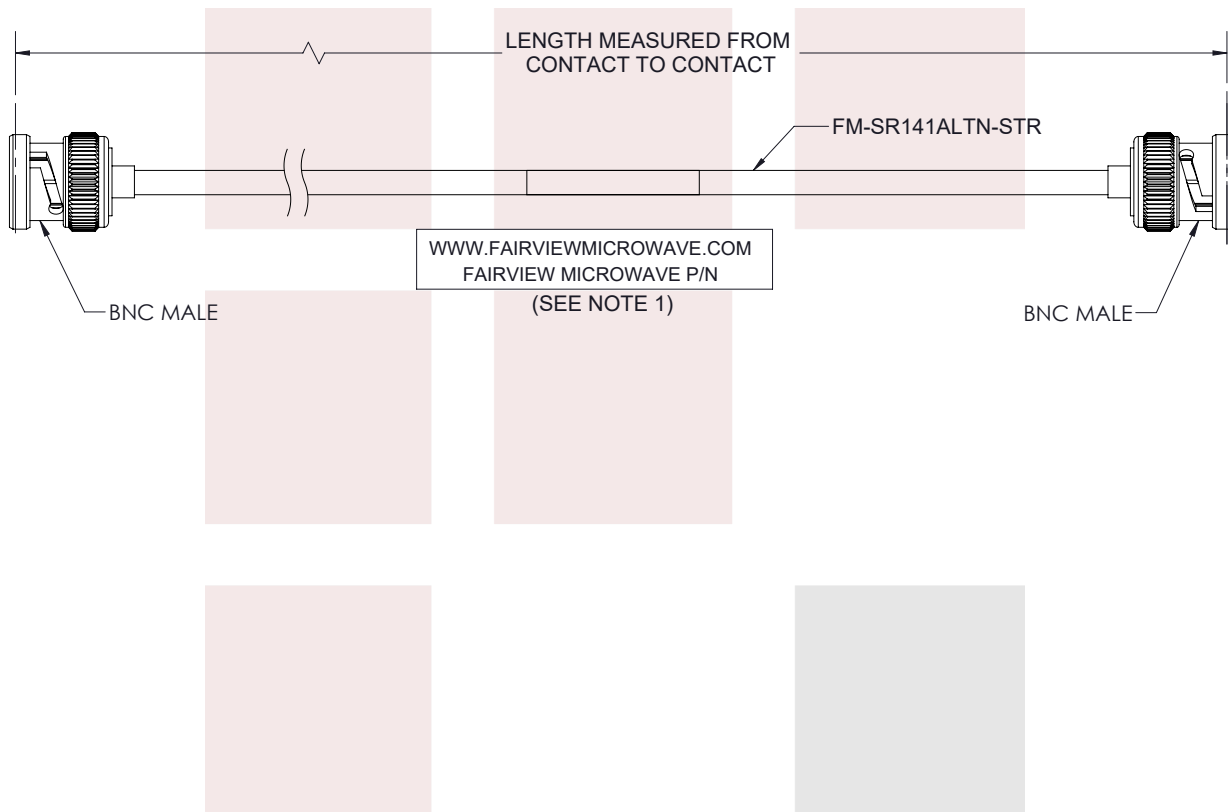 LENGTH MEASURED FROM
CONTACT TO CONTACT
FM-SR141ALTN-STR
WWW.FAIRVIEWMICROWAVE.COM
FAIRVIEW MICROWAVE P/N
(SEE NOTE 1)
BNC MALE
BNC MALE